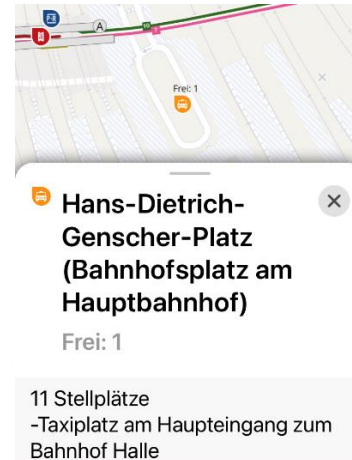 A
Frei: 1
Hans-Dietrich-
Genscher-Platz
(Bahnhofsplatz am
Hauptbahnhof)
Frei: 1
11 Stellplätze
-Taxiplatz am Haupteingang zum
Bahnhof Halle